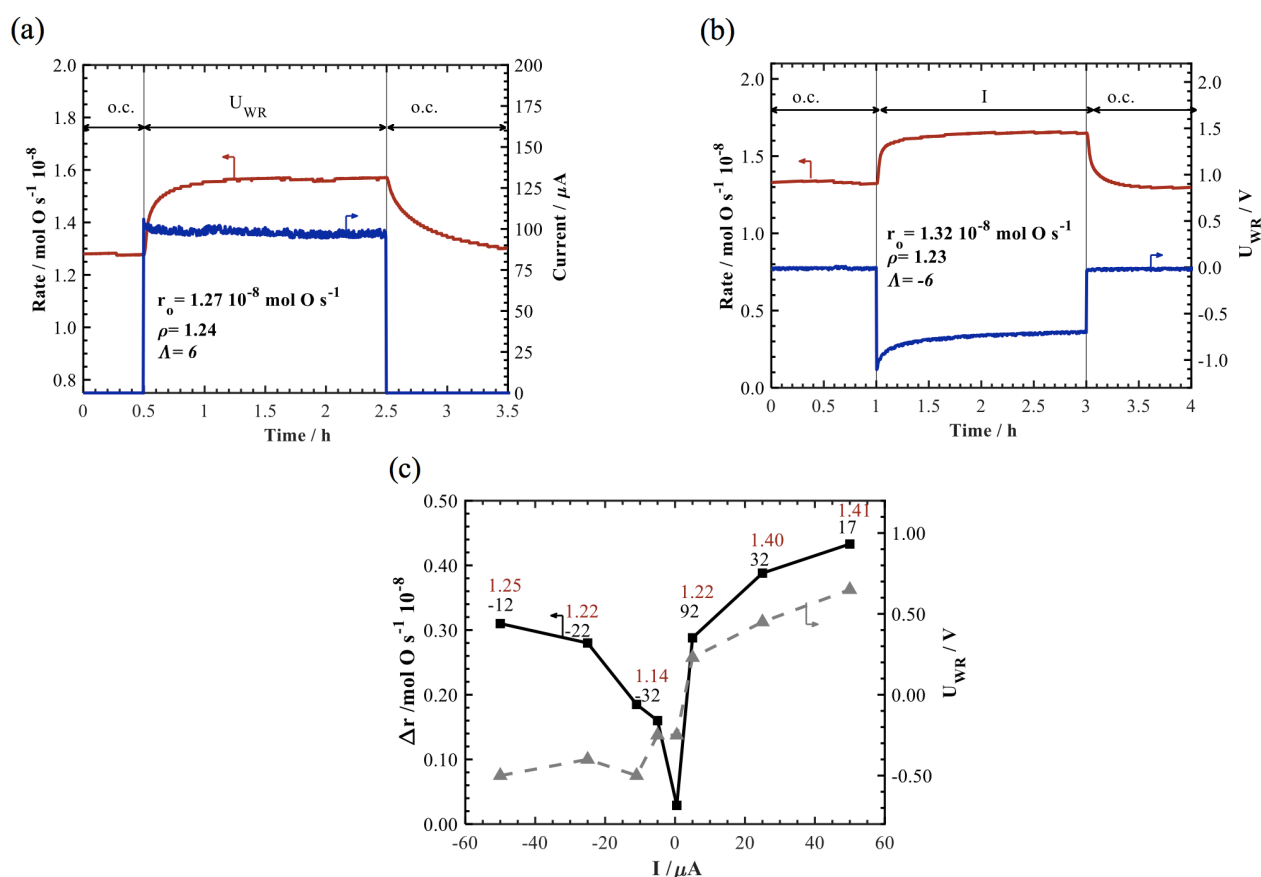 (a)
2.0
1.8
1.6
1.4
1.2
1.0
0.8
Rate / mol O s⁻¹ 10⁻⁸
o.c.
U_WR
o.c.
r_o = 1.27 10⁻⁸ mol O s⁻¹
ρ= 1.24
Λ= 6
200
175
150
125
100
75
50
25
0
Current / μA
0 0.5 1 1.5 2 2.5 3 3.5
Time / h
(b)
2.0
1.5
1.0
0.5
0.0
Rate / mol O s⁻¹ 10⁻⁸
o.c.
I
o.c.
r_o = 1.32 10⁻⁸ mol O s⁻¹
ρ= 1.23
Λ= -6
2.0
1.5
1.0
0.5
0.0
-0.5
-1.0
U_WR / V
0 0.5 1 1.5 2 2.5 3 3.5 4
Time / h
(c)
0.50
0.40
0.30
0.20
0.10
0.00
Δr /mol O s⁻¹ 10⁻⁸
1.25
-12
1.22
-22
1.14
-32
1.22
92
1.40
32
1.41
17
1.00
0.50
0.00
-0.50
U_WR / V
-60 -40 -20 0 20 40 60
I / μA